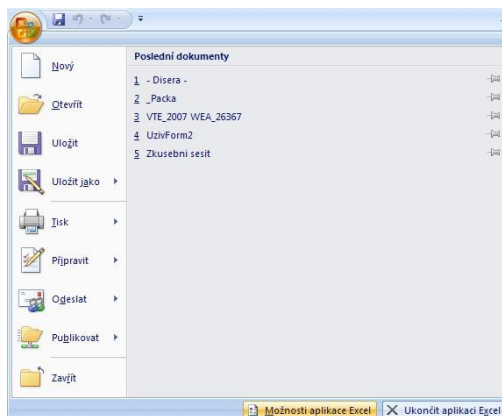 Poslední dokumenty
Nový
Otevřít
Uložit
Uložit jako
Tisk
Připravit
Odeslat
Publikovat
Zavřít
1 - Disera -
2 _Packa
3 VTE_2007 WEA_26367
4 UzivForm2
5 Zkusebni sesit
Možnosti aplikace Excel
Ukončit aplikaci Excel